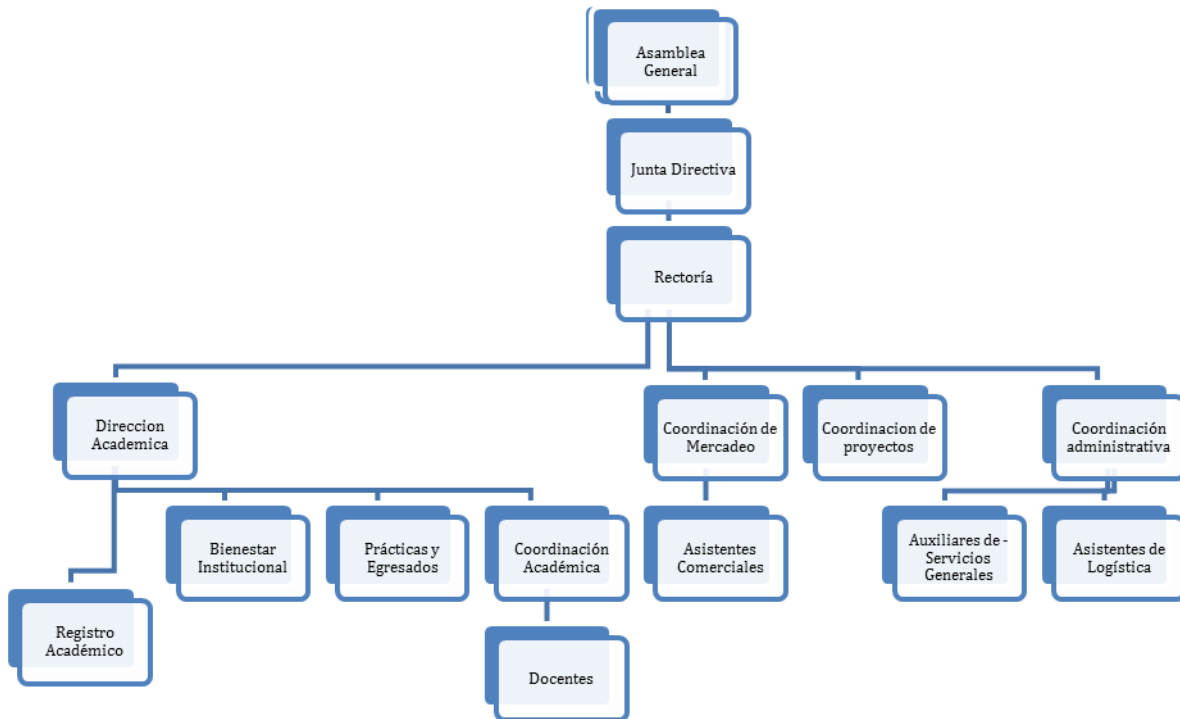 Asamblea
General
Junta Directiva
Rectoría
Direccion
Academica
Coordinación de
Mercadeo
Coordinacion de
proyectos
Coordinación
administrativa
Bienestar
Institucional
Prácticas y
Egresados
Coordinación
Académica
Asistentes
Comerciales
Auxiliares de -
Servicios
Generales
Asistentes de
Logística
Registro
Académico
Docentes